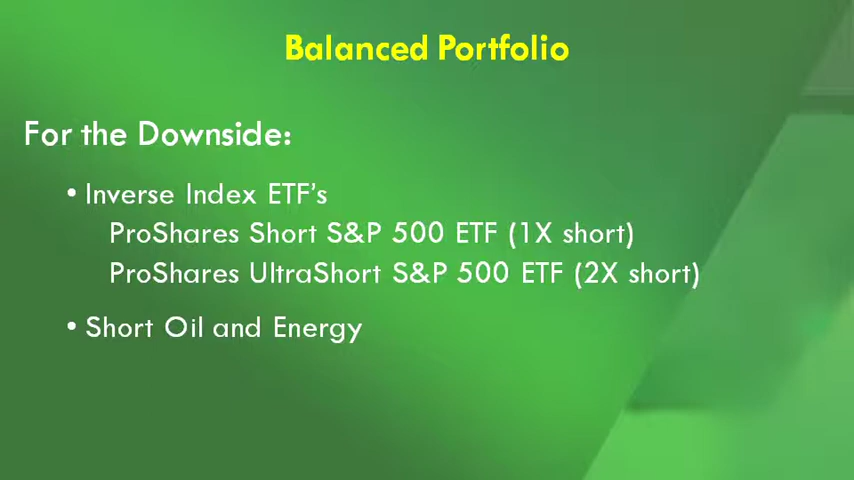 Balanced Portfolio
For the Downside:
• Inverse Index ETF’s
ProShares Short S&P 500 ETF (1X short)
ProShares UltraShort S&P 500 ETF (2X short)
• Short Oil and Energy